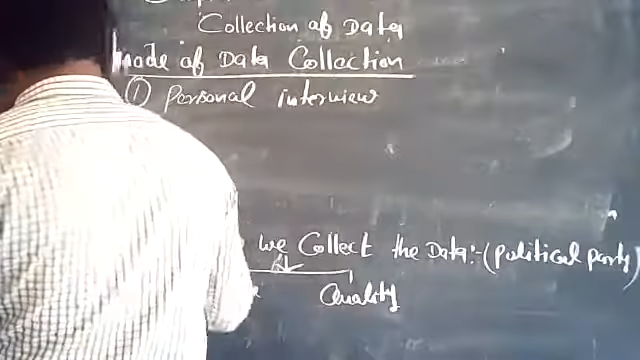 Collection of Data
mode of Data Collection
① Personal interview
we Collect the Data:-(political party)
Quality